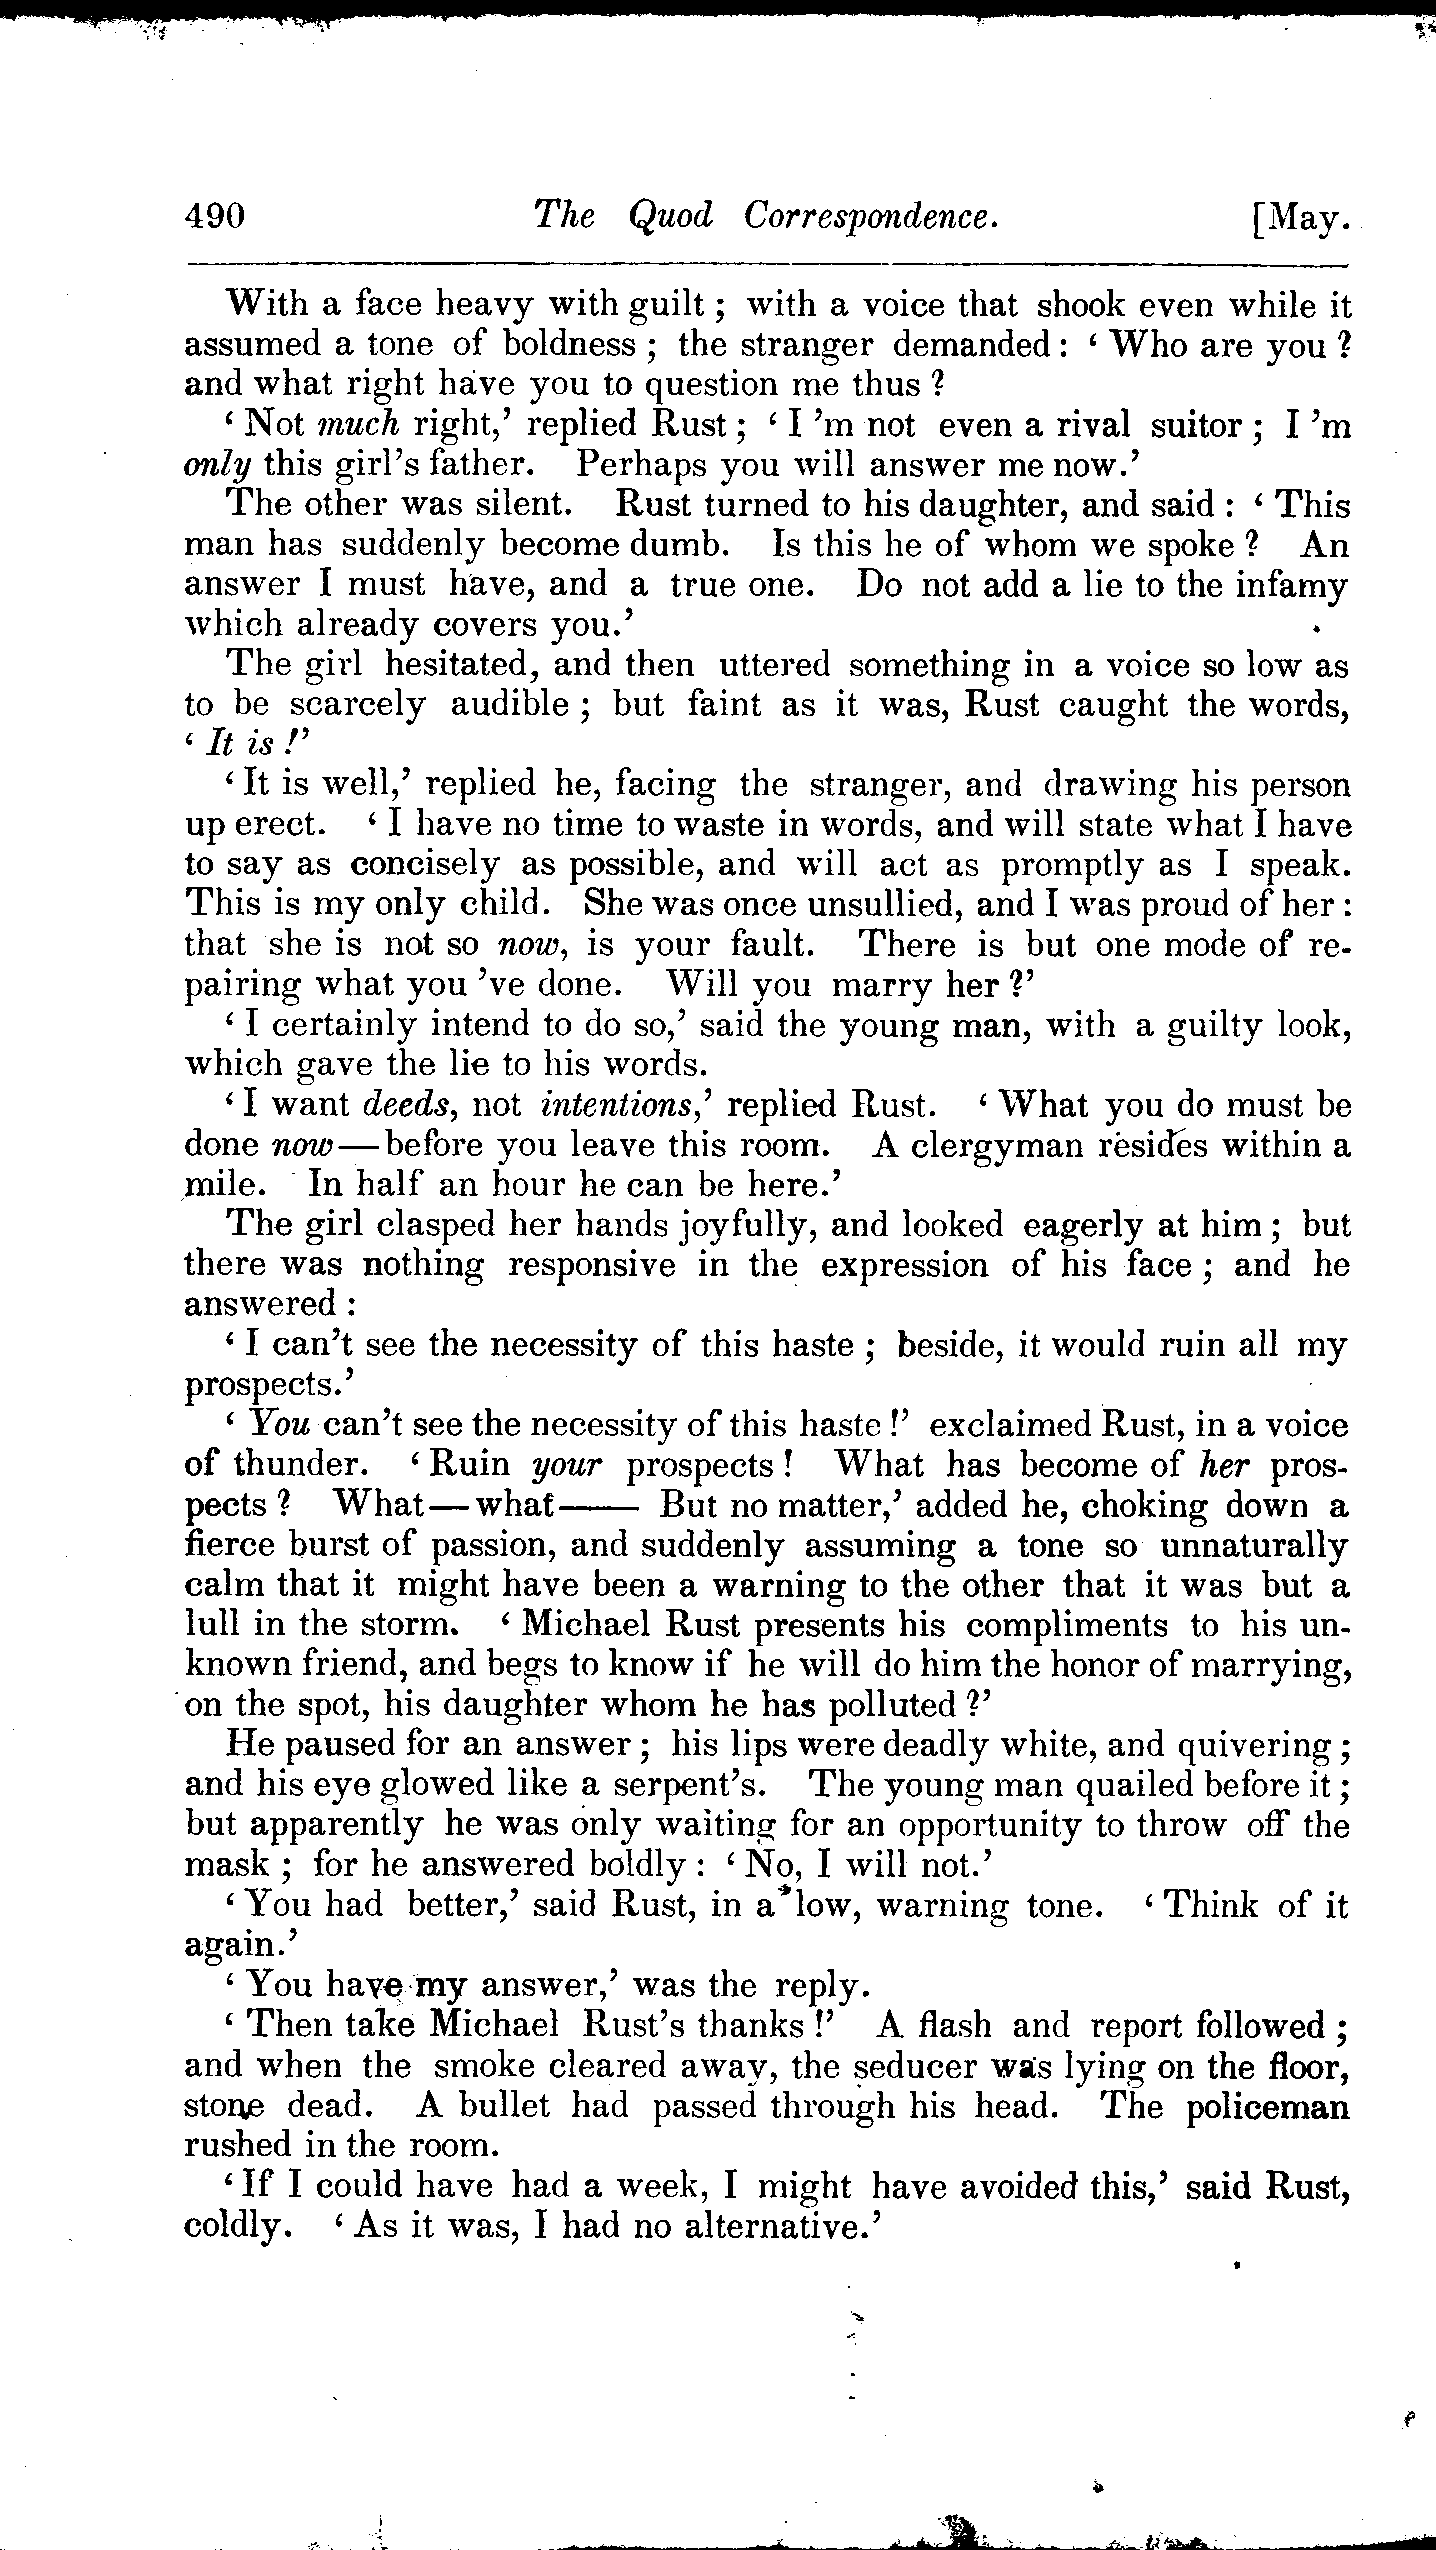 490 The Quod Correspondence. [May.
With a face heavy with guilt ; with a voice that shook even while it
assumed a tone of boldness ; the stranger demanded : ‘ Who are you ?
and what right have you to question me thus ?
‘ Not much right,’ replied Rust ; ‘ I ’m not even a rival suitor ; I ’m
only this girl’s father. Perhaps you will answer me now.’
The other was silent. Rust turned to his daughter, and said : ‘ This
man has suddenly become dumb. Is this he of whom we spoke ? An
answer I must have, and a true one. Do not add a lie to the infamy
which already covers you.’
The girl hesitated, and then uttered something in a voice so low as
to be scarcely audible ; but faint as it was, Rust caught the words,
‘ It is !’
‘ It is well,’ replied he, facing the stranger, and drawing his person
up erect. ‘ I have no time to waste in words, and will state what I have
to say as concisely as possible, and will act as promptly as I speak.
This is my only child. She was once unsullied, and I was proud of her :
that she is not so now, is your fault. There is but one mode of re-
pairing what you ’ve done. Will you marry her ?’
‘ I certainly intend to do so,’ said the young man, with a guilty look,
which gave the lie to his words.
‘ I want deeds, not intentions,’ replied Rust. ‘ What you do must be
done now — before you leave this room. A clergyman resides within a
mile. In half an hour he can be here.’
The girl clasped her hands joyfully, and looked eagerly at him ; but
there was nothing responsive in the expression of his face ; and he
answered :
‘ I can’t see the necessity of this haste ; beside, it would ruin all my
prospects.’
‘ You can’t see the necessity of this haste !’ exclaimed Rust, in a voice
of thunder. ‘ Ruin your prospects ! What has become of her pros-
pects ? What — what —— But no matter,’ added he, choking down a
fierce burst of passion, and suddenly assuming a tone so unnaturally
calm that it might have been a warning to the other that it was but a
lull in the storm. ‘ Michael Rust presents his compliments to his un-
known friend, and begs to know if he will do him the honor of marrying,
on the spot, his daughter whom he has polluted ?’
He paused for an answer ; his lips were deadly white, and quivering ;
and his eye glowed like a serpent’s. The young man quailed before it ;
but apparently he was only waiting for an opportunity to throw off the
mask ; for he answered boldly : ‘ No, I will not.’
‘ You had better,’ said Rust, in a low, warning tone. ‘ Think of it
again.’
‘ You have my answer,’ was the reply.
‘ Then take Michael Rust’s thanks !’ A flash and report followed ;
and when the smoke cleared away, the seducer was lying on the floor,
stone dead. A bullet had passed through his head. The policeman
rushed in the room.
‘ If I could have had a week, I might have avoided this,’ said Rust,
coldly. ‘ As it was, I had no alternative.’